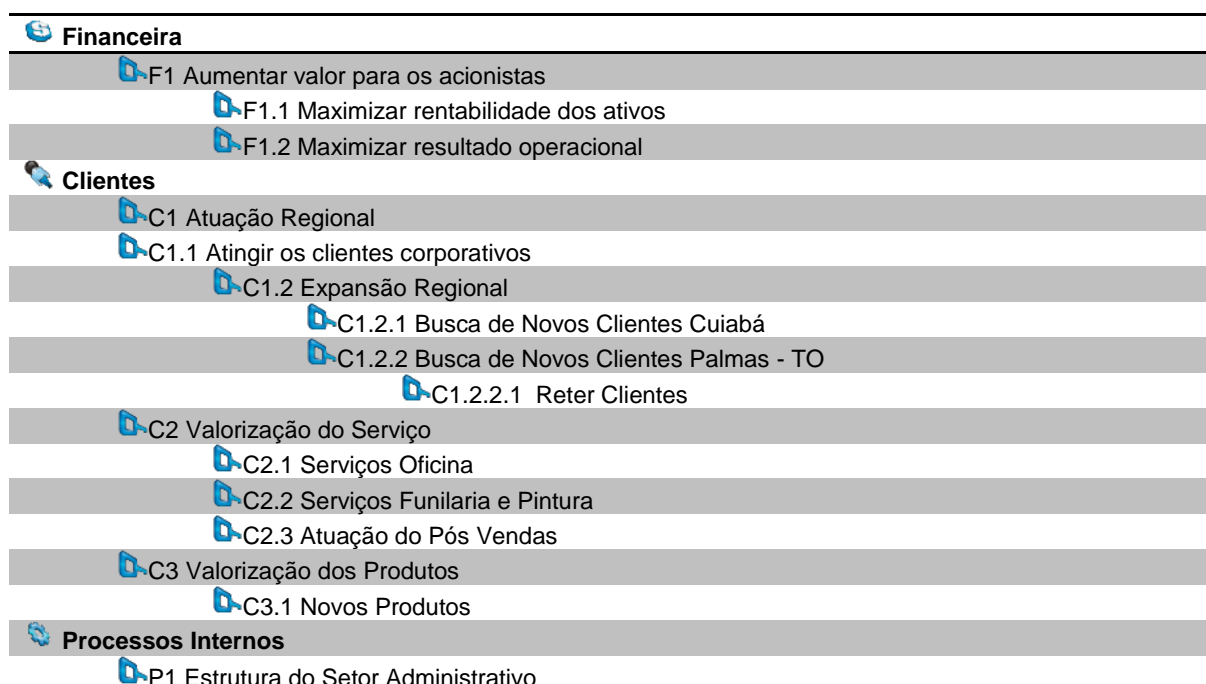 Financeira
F1 Aumentar valor para os acionistas
F1.1 Maximizar rentabilidade dos ativos
F1.2 Maximizar resultado operacional
Clientes
C1 Atuação Regional
C1.1 Atingir os clientes corporativos
C1.2 Expansão Regional
C1.2.1 Busca de Novos Clientes Cuiabá
C1.2.2 Busca de Novos Clientes Palmas - TO
C1.2.2.1 Reter Clientes
C2 Valorização do Serviço
C2.1 Serviços Oficina
C2.2 Serviços Funilaria e Pintura
C2.3 Atuação do Pós Vendas
C3 Valorização dos Produtos
C3.1 Novos Produtos
Processos Internos
P1 Estrutura do Setor Administrativo